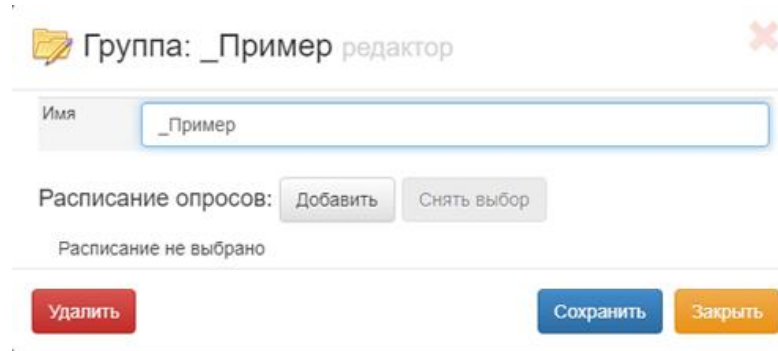 Группа: _Пример редактор
Имя
_Пример
Расписание опросов: Добавить Снять выбор
Расписание не выбрано
Удалить Сохранить Закрыть